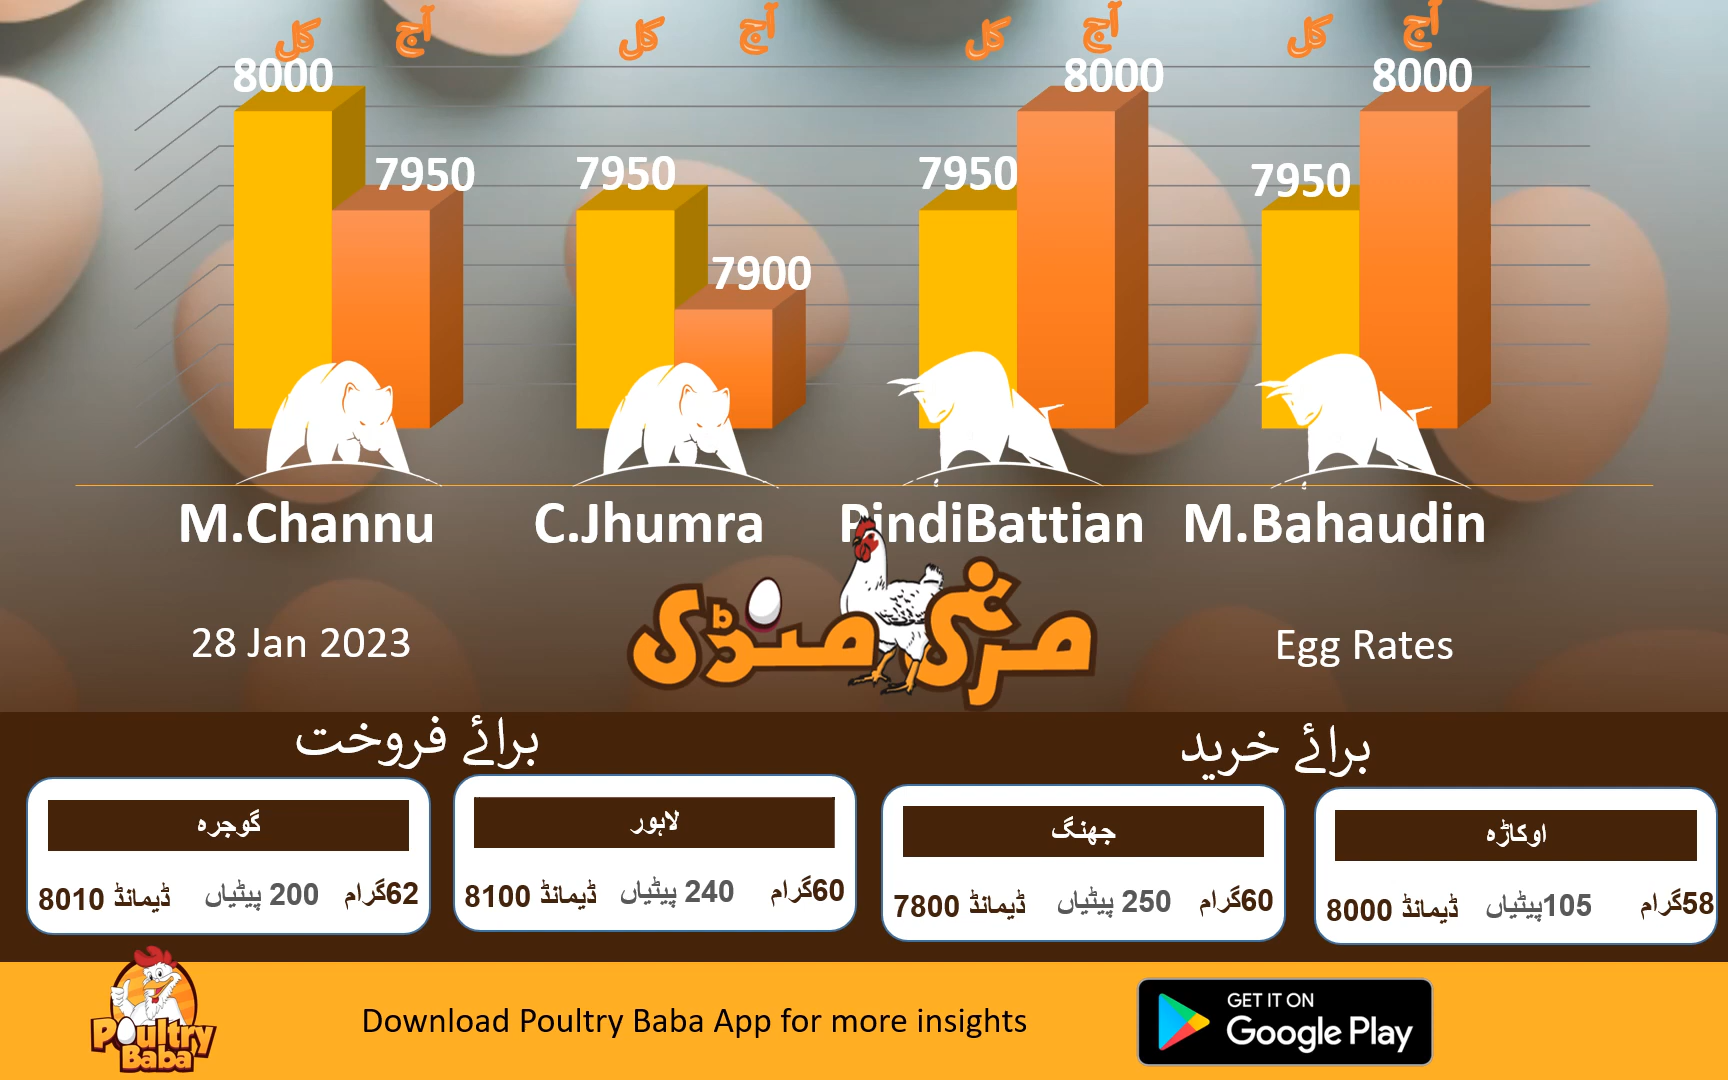 کل آج کل آج کل آج کل آج
8000 7950 7950 7900 7950 8000 7950 8000
M.Channu C.Jhumra PindiBattian M.Bahaudin
28 Jan 2023
مرغی منڈی
Egg Rates
برائے فروخت
برائے خرید
گوجرہ
62گرام 200 پیٹیاں ڈیمانڈ 8010
لاہور
60گرام 240 پیٹیاں ڈیمانڈ 8100
جھنگ
60گرام 250 پیٹیاں ڈیمانڈ 7800
اوکاڑہ
58گرام 105پیٹیاں ڈیمانڈ 8000
Poultry
Baba
Download Poultry Baba App for more insights
GET IT ON
Google Play